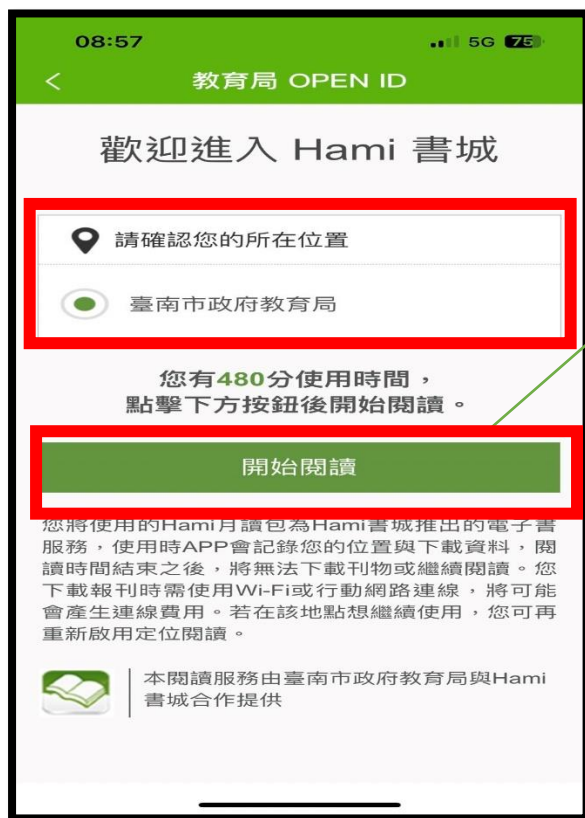 08:57
5G 75
教育局 OPEN ID
歡迎進入 Hami 書城
請確認您的所在位置
臺南市政府教育局
您有480分使用時間，
點擊下方按鈕後開始閱讀。
開始閱讀
您將使用的Hami月讀包為Hami書城推出的電子書
服務，使用時APP會記錄您的位置與下載資料，閱
讀時間結束之後，將無法下載刊物或繼續閱讀。您
下載報刊時需使用Wi-Fi或行動網路連線，將可能
會產生連線費用。若在該地點想繼續使用，您可再
重新啟用定位閱讀。
本閱讀服務由臺南市政府教育局與Hami
書城合作提供